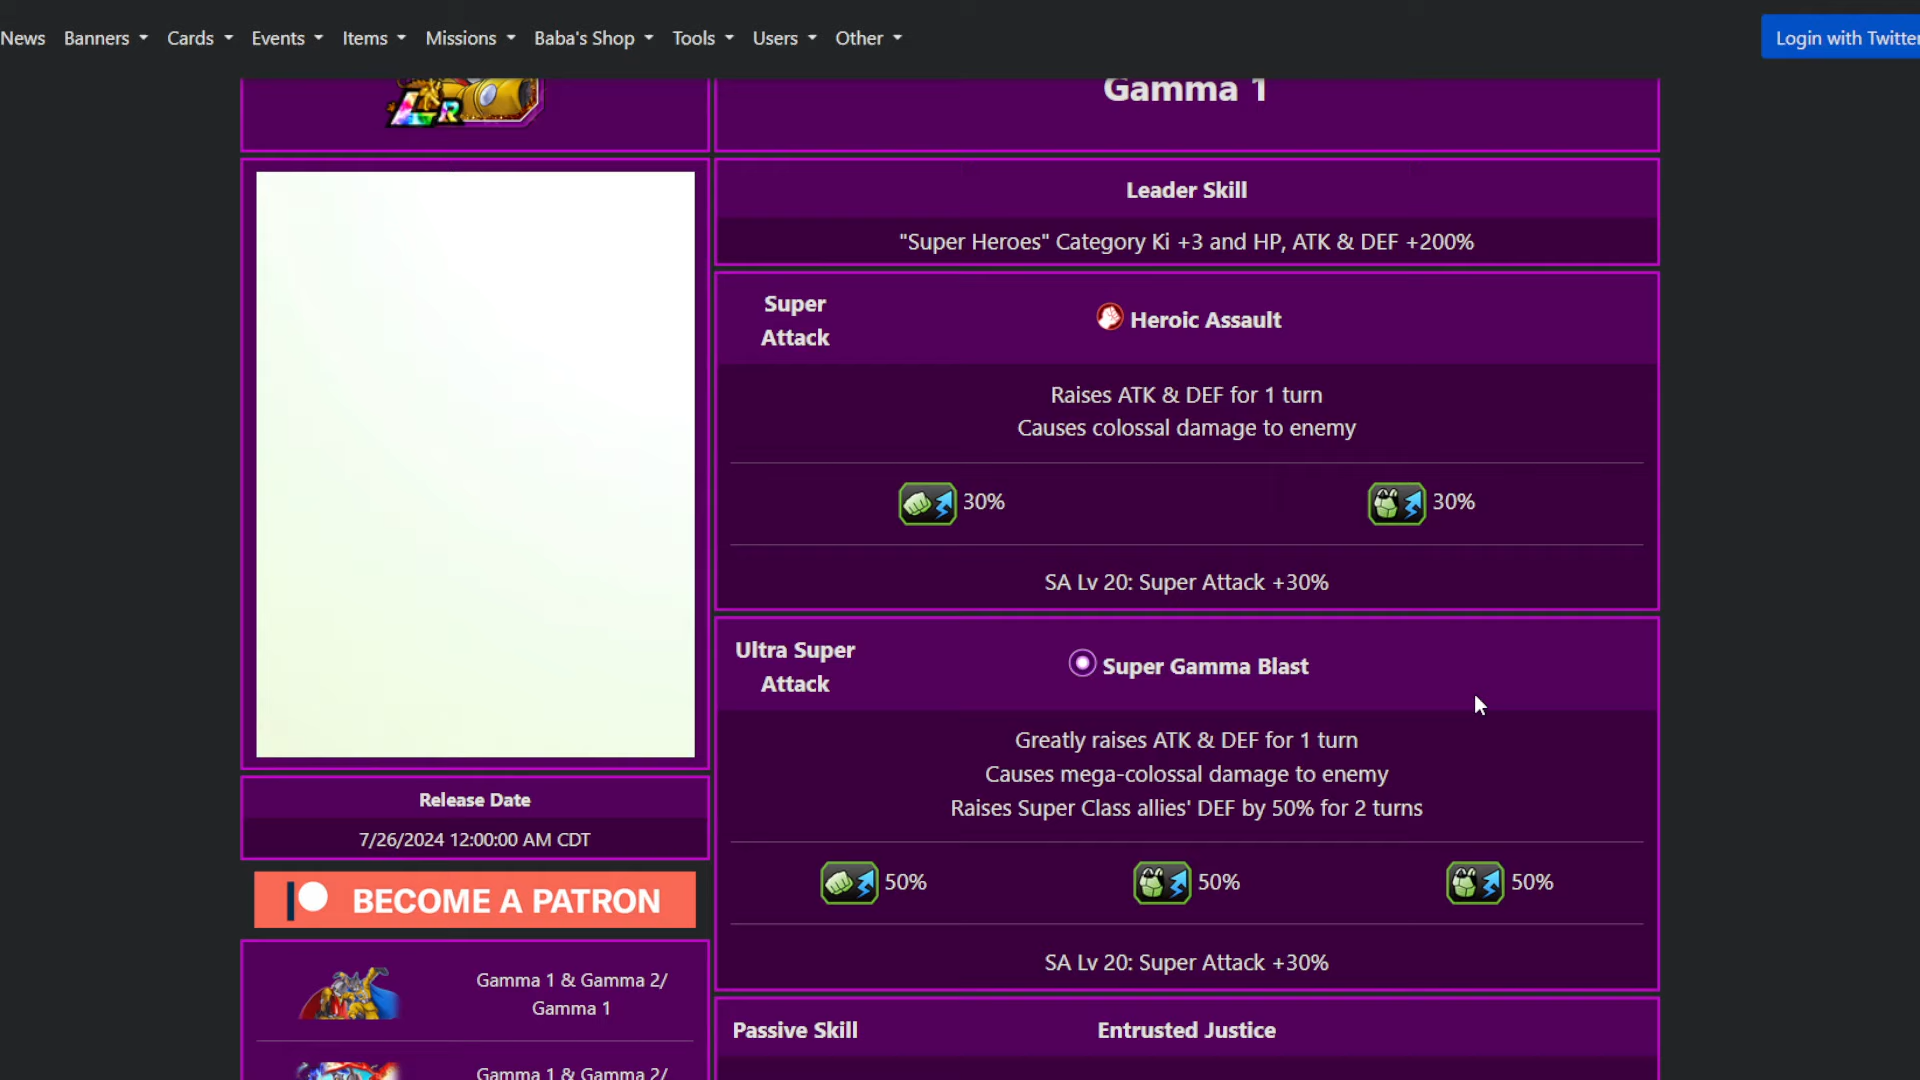 News Banners Cards Events Items Missions Baba's Shop Tools Users Other Login with Twitter
LR
Gamma 1
Leader Skill
"Super Heroes" Category Ki +3 and HP, ATK & DEF +200%
Super
Attack
Heroic Assault
Raises ATK & DEF for 1 turn
Causes colossal damage to enemy
30% 30%
SA Lv 20: Super Attack +30%
Ultra Super
Attack
Super Gamma Blast
Greatly raises ATK & DEF for 1 turn
Causes mega-colossal damage to enemy
Raises Super Class allies' DEF by 50% for 2 turns
50% 50% 50%
SA Lv 20: Super Attack +30%
Passive Skill Entrusted Justice
Release Date
7/26/2024 12:00:00 AM CDT
BECOME A PATRON
Gamma 1 & Gamma 2/
Gamma 1
Gamma 1 & Gamma 2/